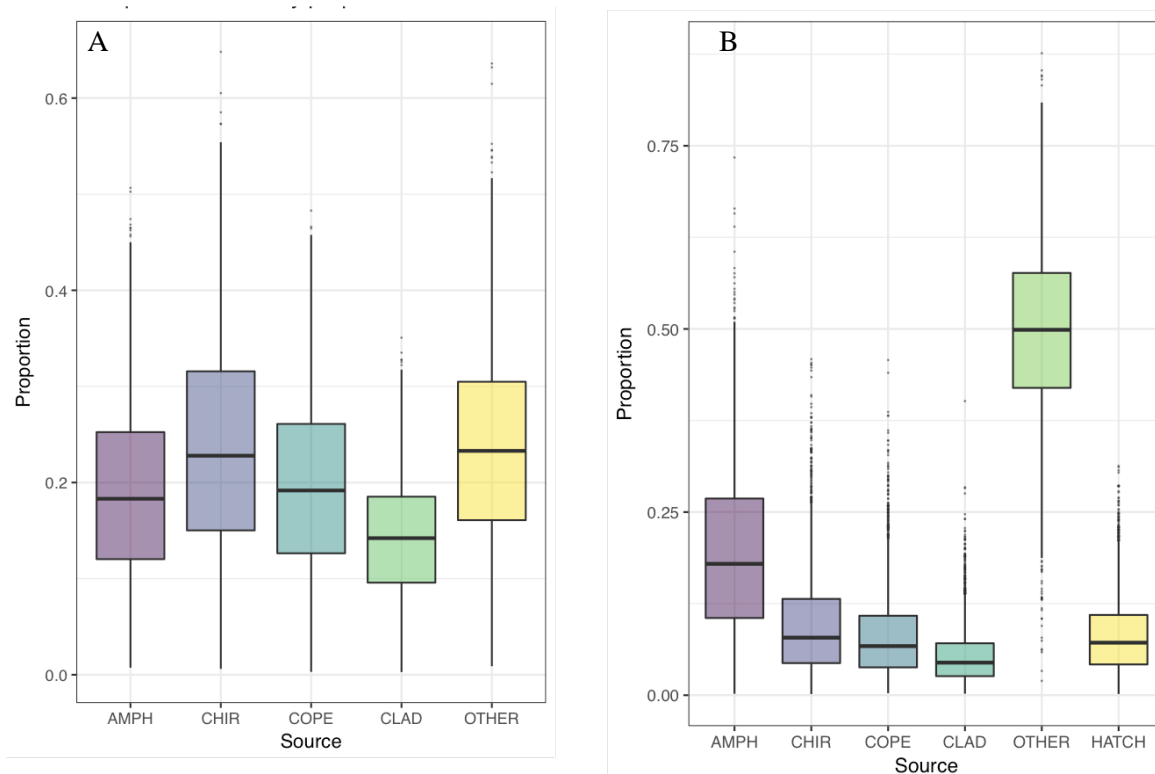 A
0.6
0.4
0.2
0.0
Proportion
AMPH CHIR COPE CLAD OTHER
Source
B
0.75
0.50
0.25
0.00
Proportion
AMPH CHIR COPE CLAD OTHER HATCH
Source